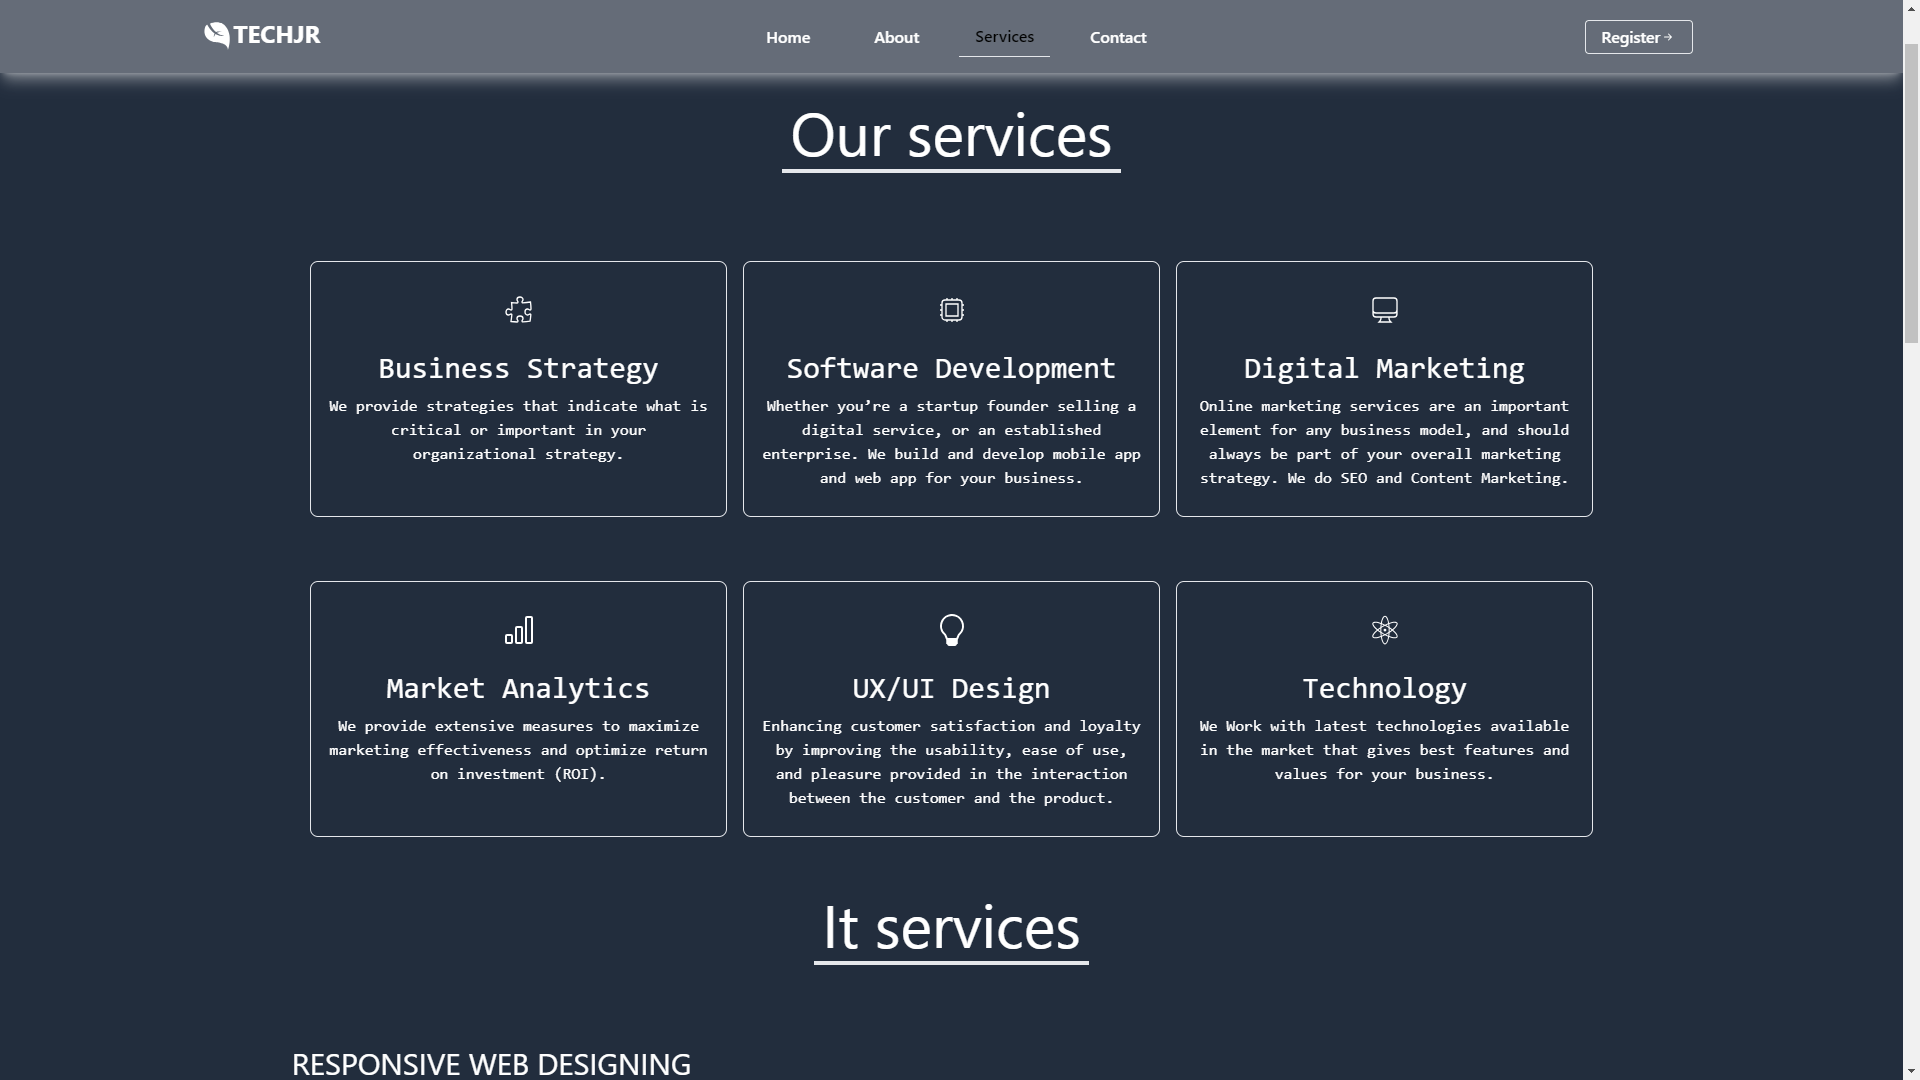 TECHJR
Home
About
Services
Contact
Register
Our services
Business Strategy
We provide strategies that indicate what is
critical or important in your
organizational strategy.
Software Development
Whether you’re a startup founder selling a
digital service, or an established
enterprise. We build and develop mobile app
and web app for your business.
Digital Marketing
Online marketing services are an important
element for any business model, and should
always be part of your overall marketing
strategy. We do SEO and Content Marketing.
Market Analytics
We provide extensive measures to maximize
marketing effectiveness and optimize return
on investment (ROI).
UX/UI Design
Enhancing customer satisfaction and loyalty
by improving the usability, ease of use,
and pleasure provided in the interaction
between the customer and the product.
Technology
We Work with latest technologies available
in the market that gives best features and
values for your business.
It services
RESPONSIVE WEB DESIGNING